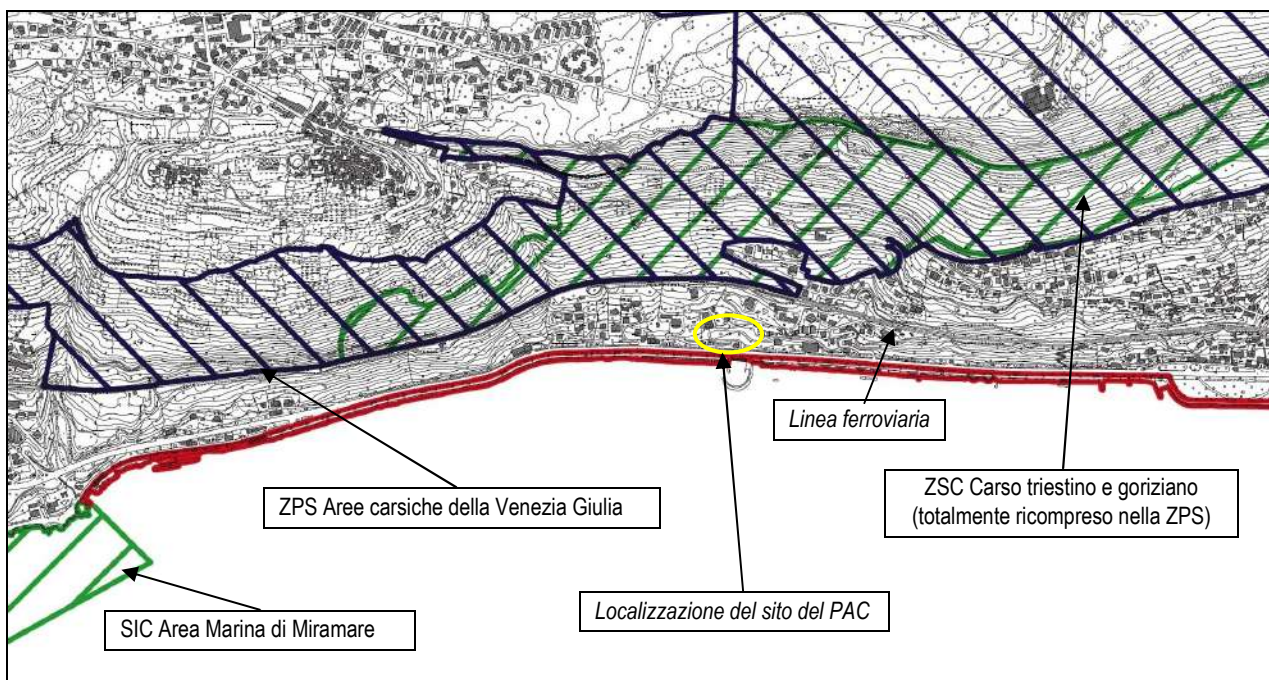 Linea ferroviaria
ZPS Aree carsiche della Venezia Giulia
ZSC Carso triestino e goriziano
(totalmente ricompreso nella ZPS)
Localizzazione del sito del PAC
SIC Area Marina di Miramare